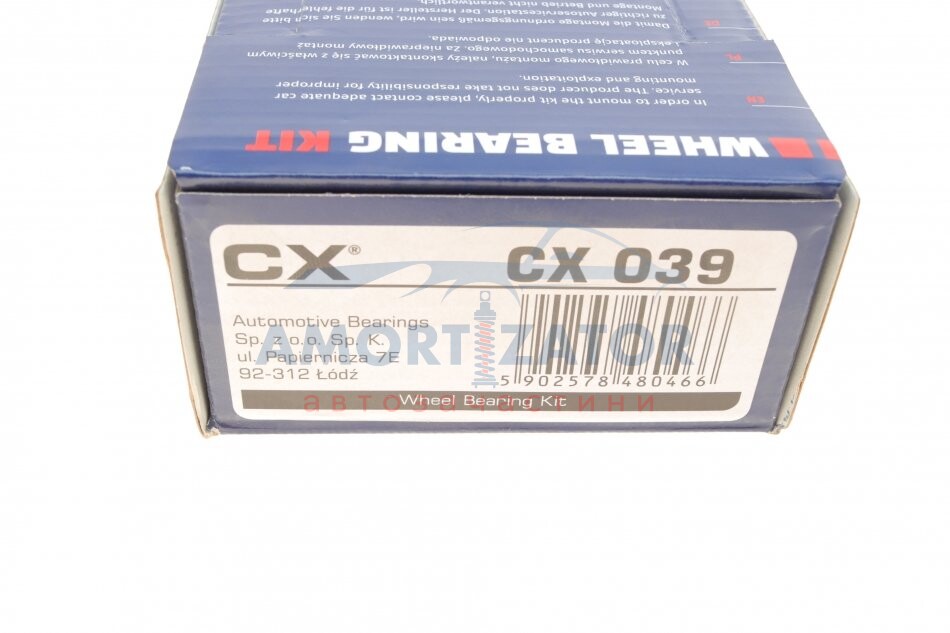 Damit die Montage ordnungsgemäß sein wird, wenden Sie sich bitte
zu richtiger Autoservicestation. Der Hersteller ist für die fehlerhafte
Montage und Betrieb nicht verantwortlich.
DE
W celu prawidłowego montażu, należy skontaktować się z właściwym
punktem serwisu samochodowego. Za nieprawidłowy montaż
i eksploatację producent nie odpowiada.
PL
In order to mount the kit properly, please contact adequate car
service. The producer does not take responsibility for improper
mounting and exploitation.
EN
WHEEL BEARING KIT
CX®
CX 039
Automotive Bearings
Sp. z o.o. Sp. K.
ul. Papiernicza 7E
92-312 Łódź
5 902578 480466
Wheel Bearing Kit
AMORTIZATOR
автозапчастини